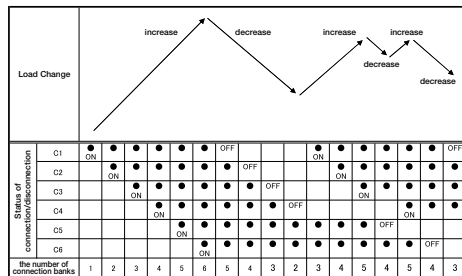 increase
decrease
increase
increase
decrease
decrease
Load Change
Status of
connection/disconnection
C1
ON
OFF
ON
OFF
C2
ON
OFF
ON
C3
ON
OFF
ON
C4
ON
OFF
ON
C5
ON
OFF
C6
ON
OFF
the number of
connection banks
1 2 3 4 5 6 5 4 3 2 3 4 5 4 5 4 3